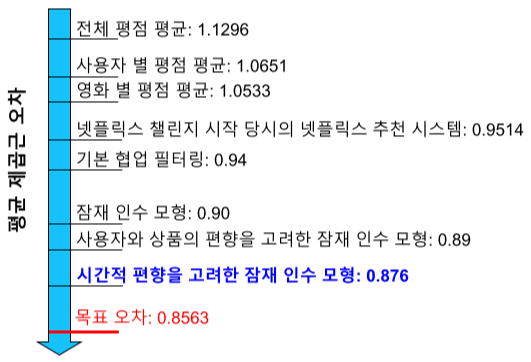 전체 평점 평균: 1.1296
사용자 별 평점 평균: 1.0651
영화 별 평점 평균: 1.0533
넷플릭스 챌린지 시작 당시의 넷플릭스 추천 시스템: 0.9514
기본 협업 필터링: 0.94
잠재 인수 모형: 0.90
사용자와 상품의 편향을 고려한 잠재 인수 모형: 0.89
시간적 편향을 고려한 잠재 인수 모형: 0.876
목표 오차: 0.8563
평균 제곱근 오차